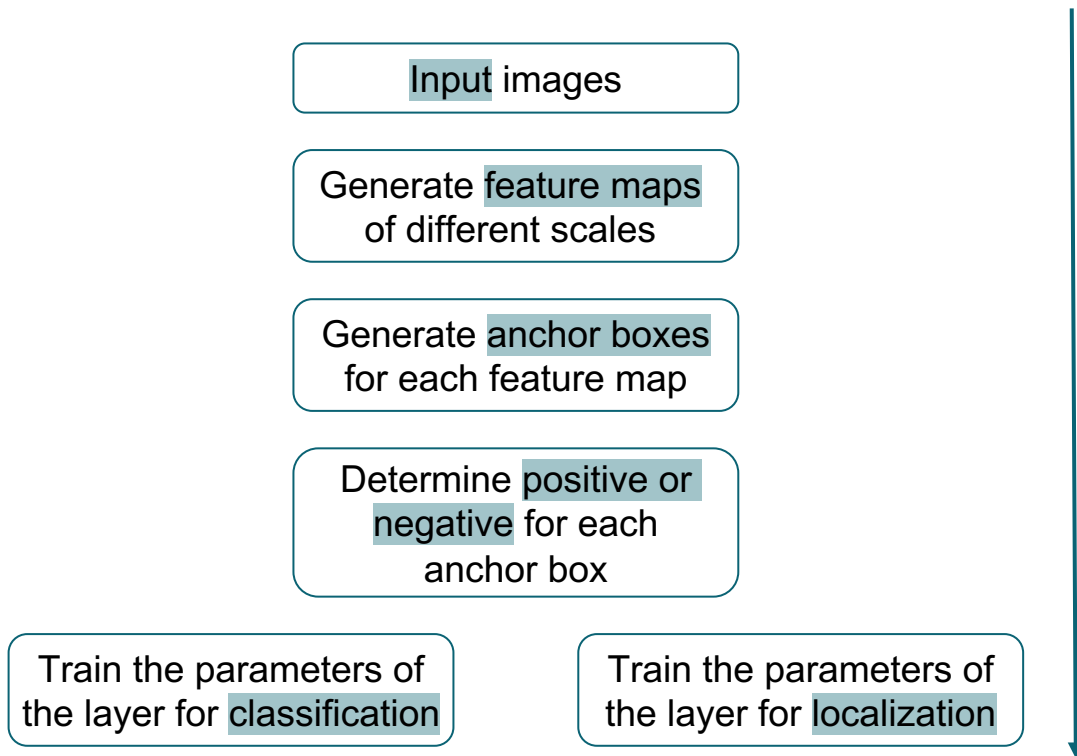 Input images
Generate feature maps
of different scales
Generate anchor boxes
for each feature map
Determine positive or
negative for each
anchor box
Train the parameters of
the layer for classification
Train the parameters of
the layer for localization